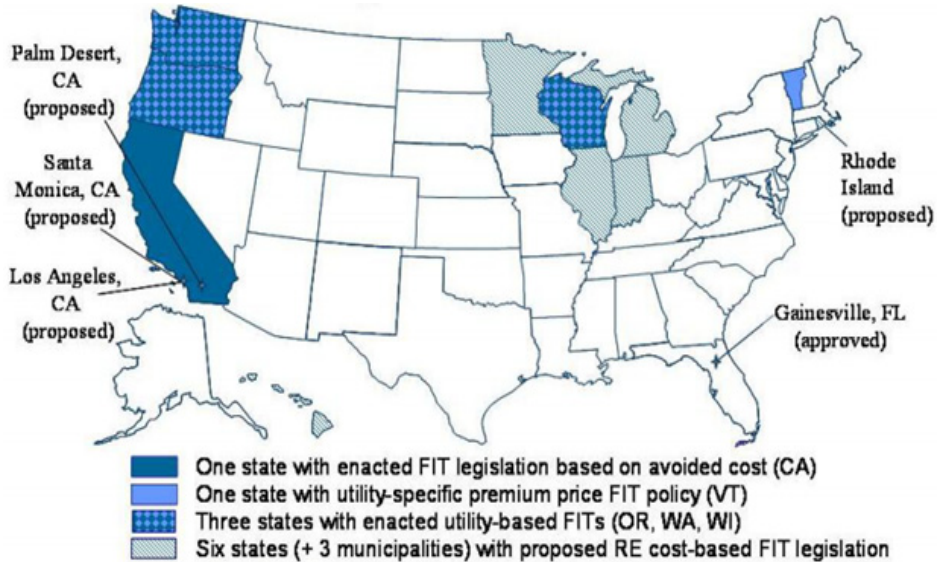 Palm Desert,
CA
(proposed)
Santa
Monica, CA
(proposed)
Los Angeles,
CA
(proposed)
Rhode
Island
(proposed)
Gainesville, FL
(approved)
One state with enacted FIT legislation based on avoided cost (CA)
One state with utility-specific premium price FIT policy (VT)
Three states with enacted utility-based FITs (OR, WA, WI)
Six states (+ 3 municipalities) with proposed RE cost-based FIT legislation